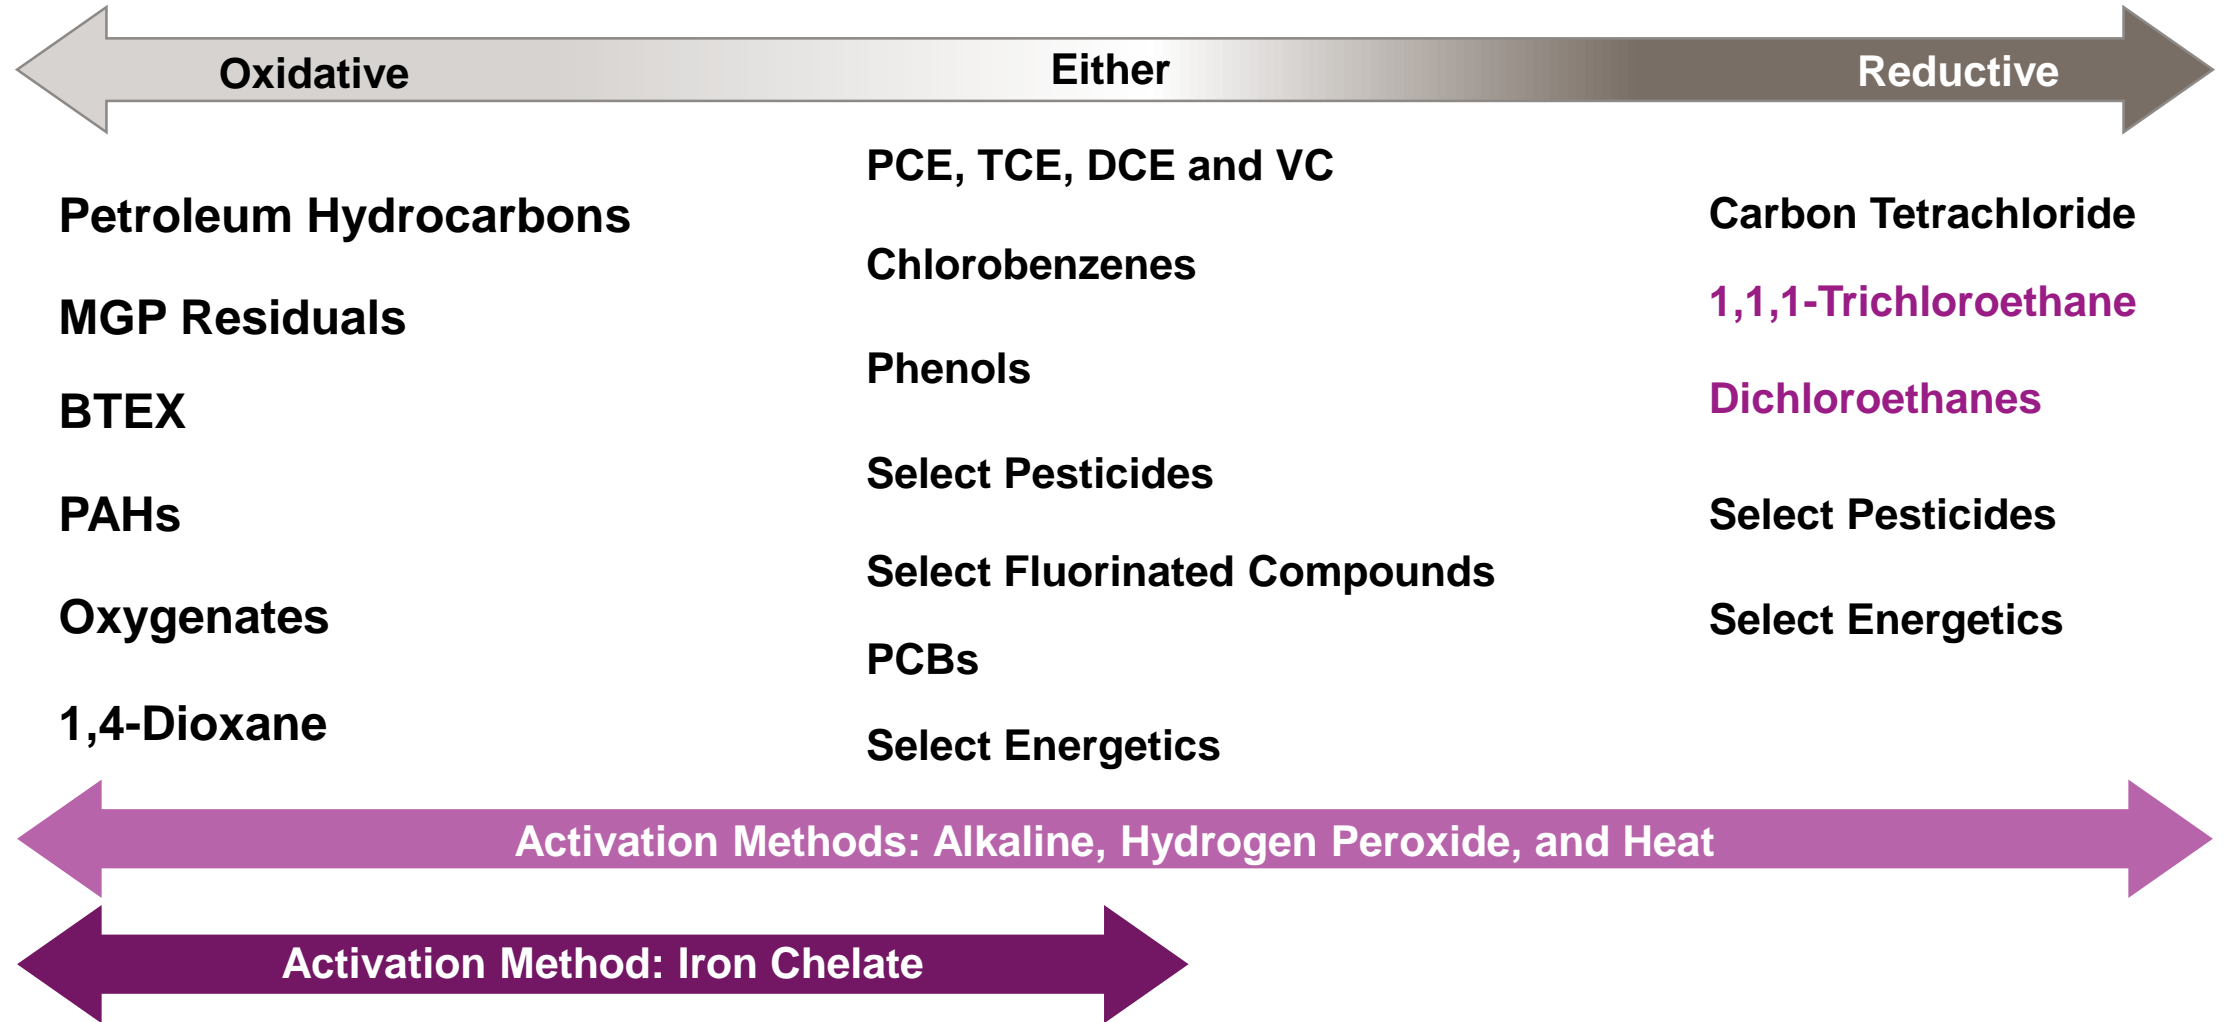 Oxidative
Either
Reductive
Petroleum Hydrocarbons
MGP Residuals
BTEX
PAHs
Oxygenates
1,4-Dioxane
PCE, TCE, DCE and VC
Chlorobenzenes
Phenols
Select Pesticides
Select Fluorinated Compounds
PCBs
Select Energetics
Carbon Tetrachloride
1,1,1-Trichloroethane
Dichloroethanes
Select Pesticides
Select Energetics
Activation Methods: Alkaline, Hydrogen Peroxide, and Heat
Activation Method: Iron Chelate